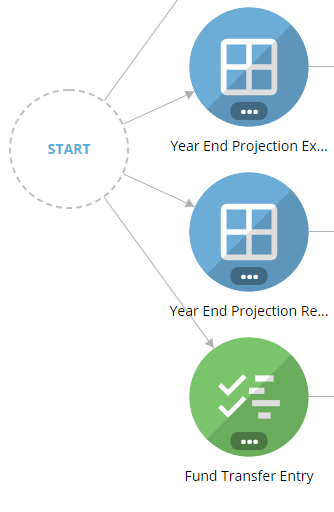 Year End Projection Ex...
START
Year End Projection Re...
Fund Transfer Entry